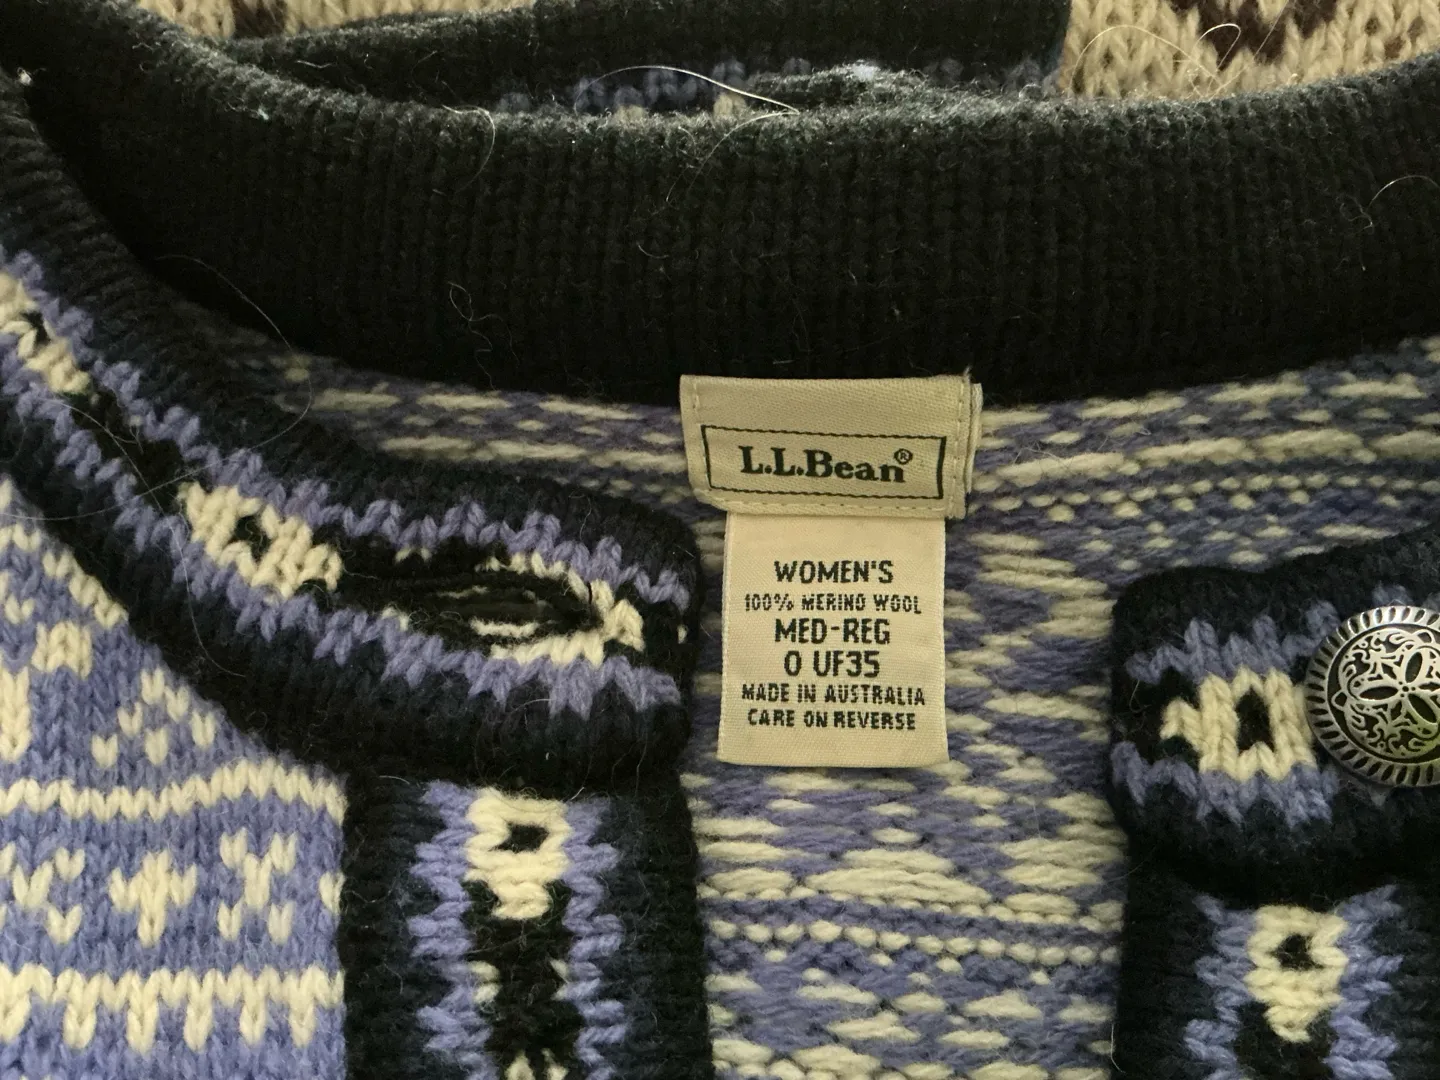 L.L.Bean®
WOMEN'S
100% MERINO WOOL
MED-REG
0 UF35
MADE IN AUSTRALIA
CARE ON REVERSE